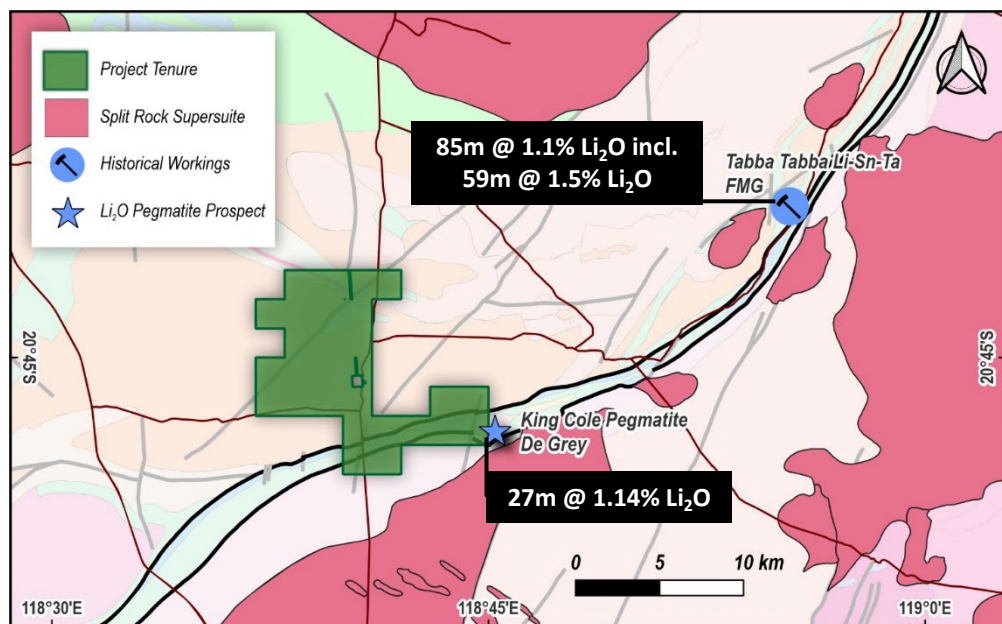 Project Tenure
Split Rock Supersuite
Historical Workings
Li₂O Pegmatite Prospect
85m @ 1.1% Li₂O incl.
59m @ 1.5% Li₂O
Tabba Tabba Li-Sn-Ta
FMG
20°45'S
20°45'S
King Cole Pegmatite
De Grey
27m @ 1.14% Li₂O
0 5 10 km
118°30'E
118°45'E
119°0'E